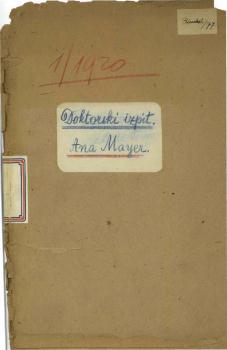 1/1920
Doktorski izpit.
Ana Mayer.